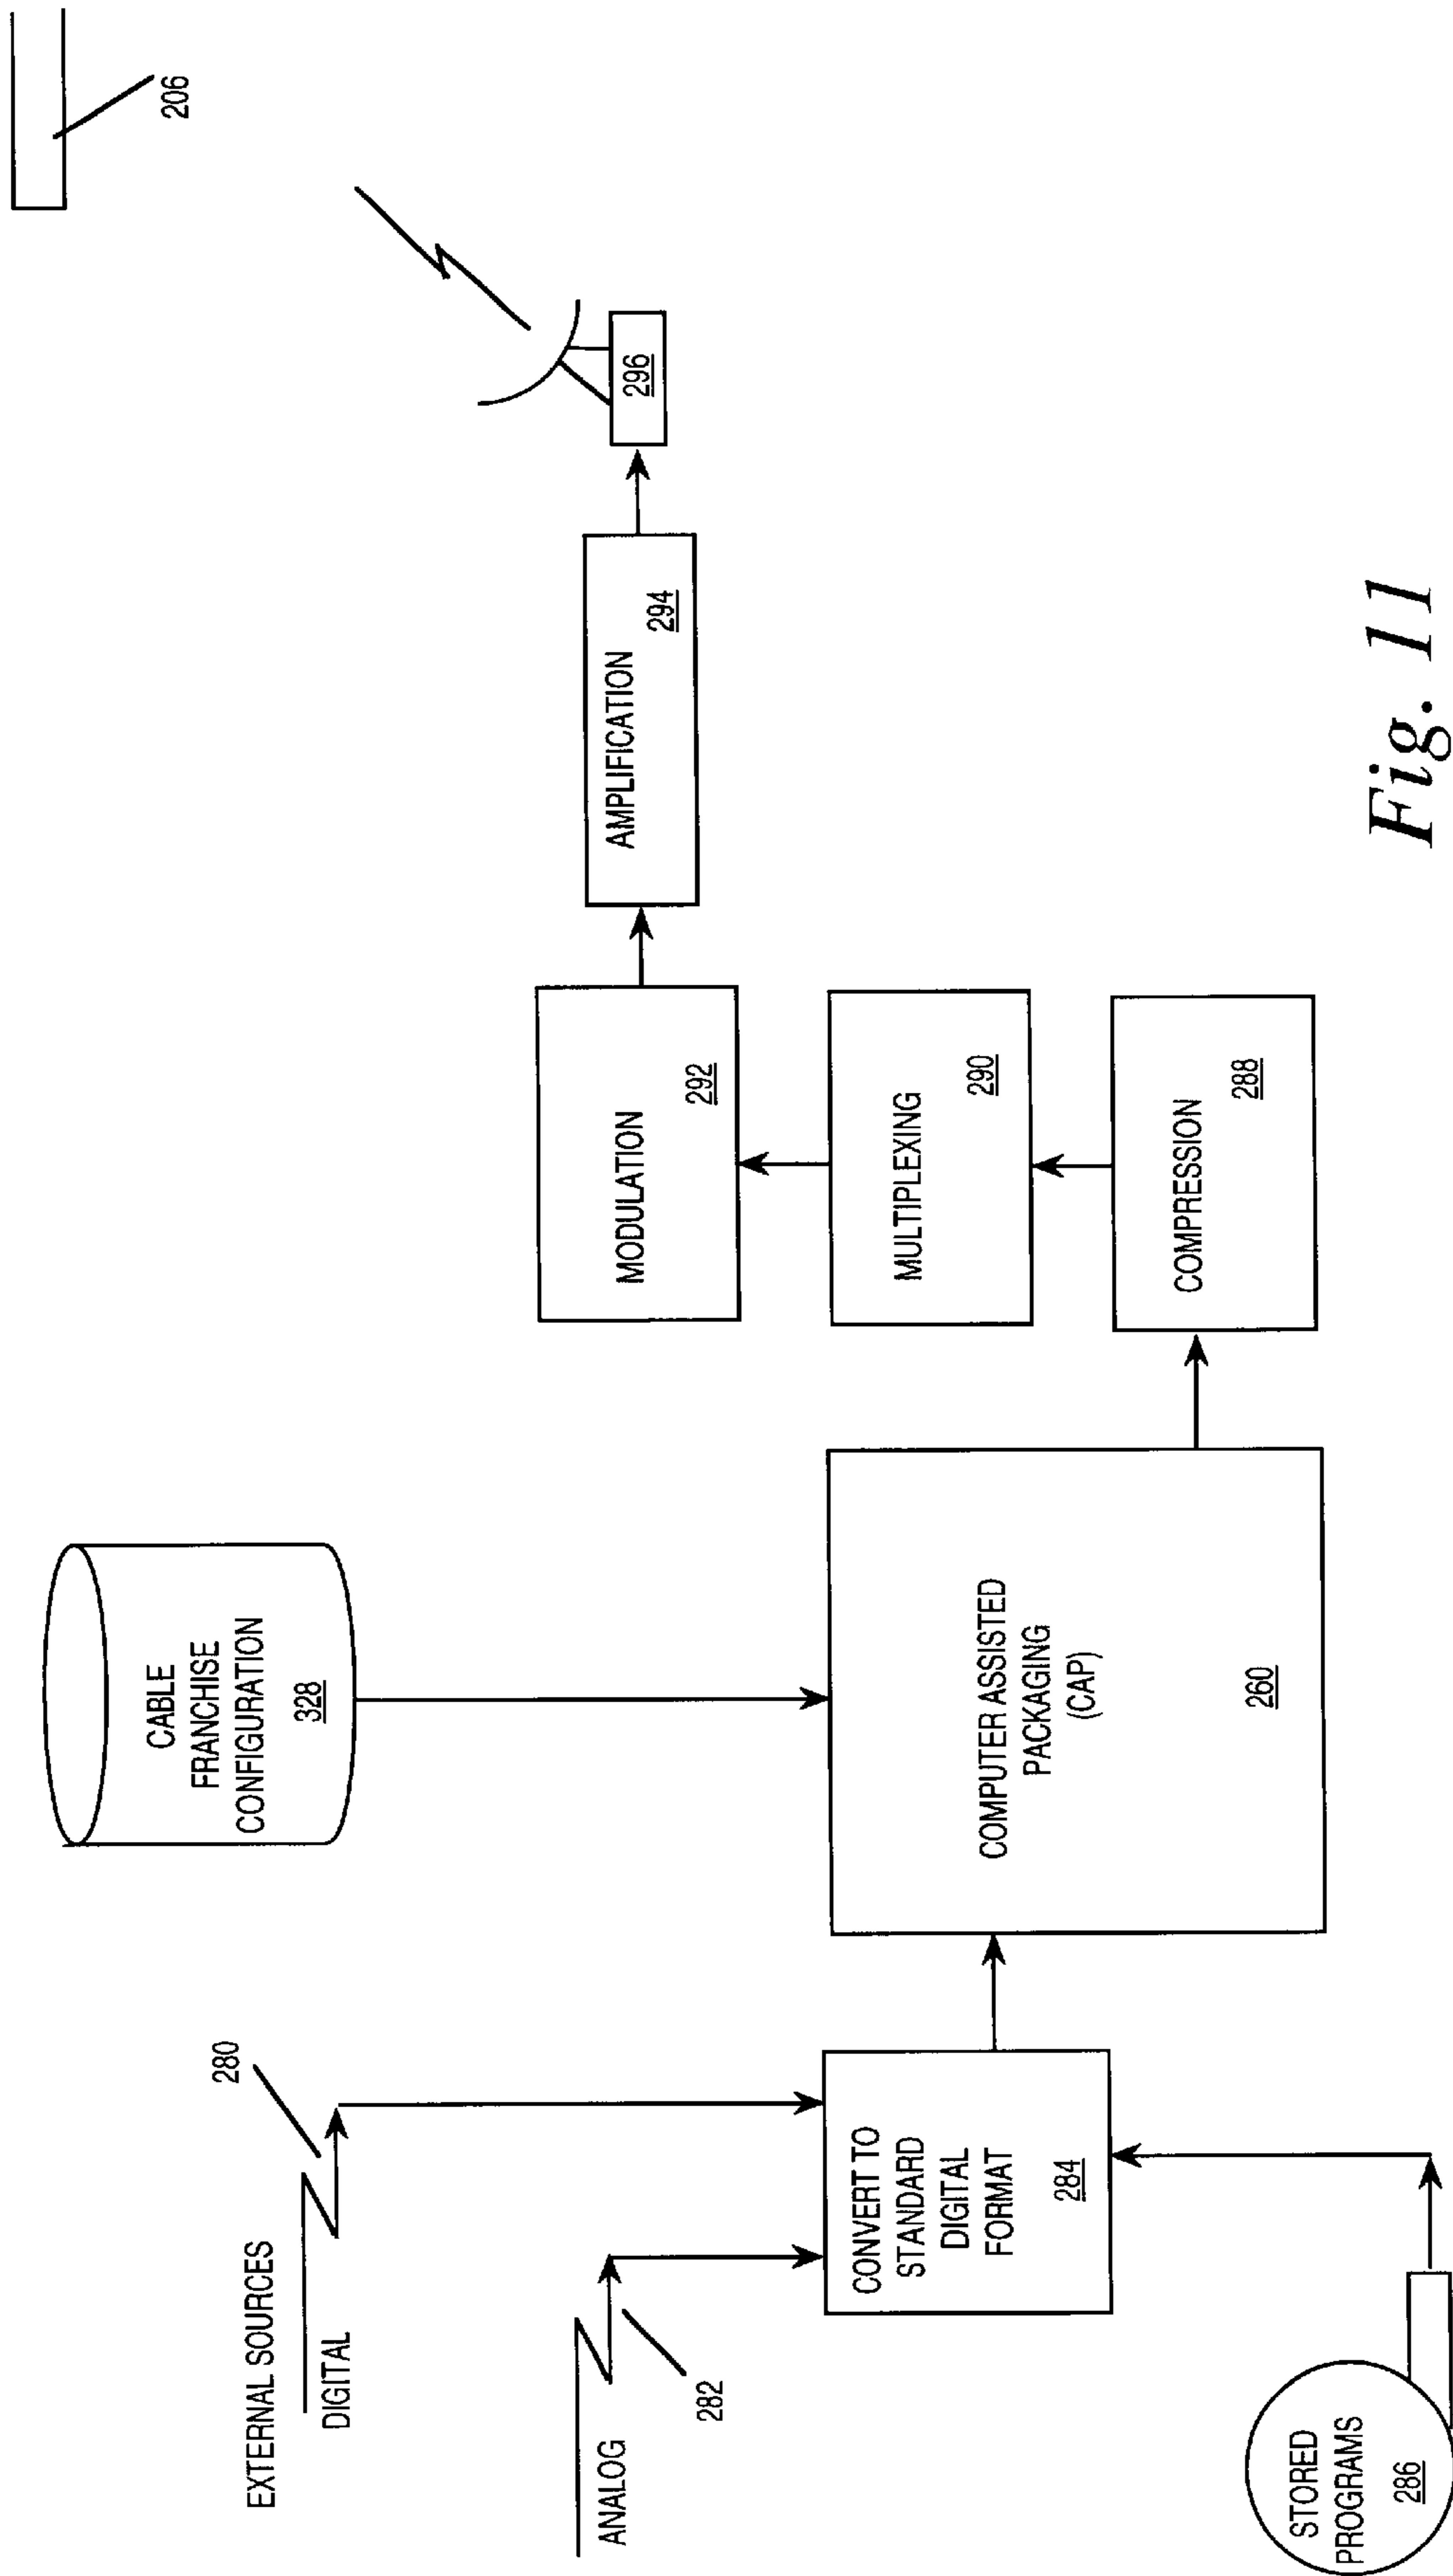 206
EXTERNAL SOURCES
DIGITAL
280
ANALOG
282
CABLE
FRANCHISE
CONFIGURATION
328
STORED
PROGRAMS
286
CONVERT TO
STANDARD
DIGITAL
FORMAT
284
COMPUTER ASSISTED
PACKAGING
(CAP)
260
COMPRESSION
288
MULTIPLEXING
290
MODULATION
292
AMPLIFICATION
294
296
Fig. 11